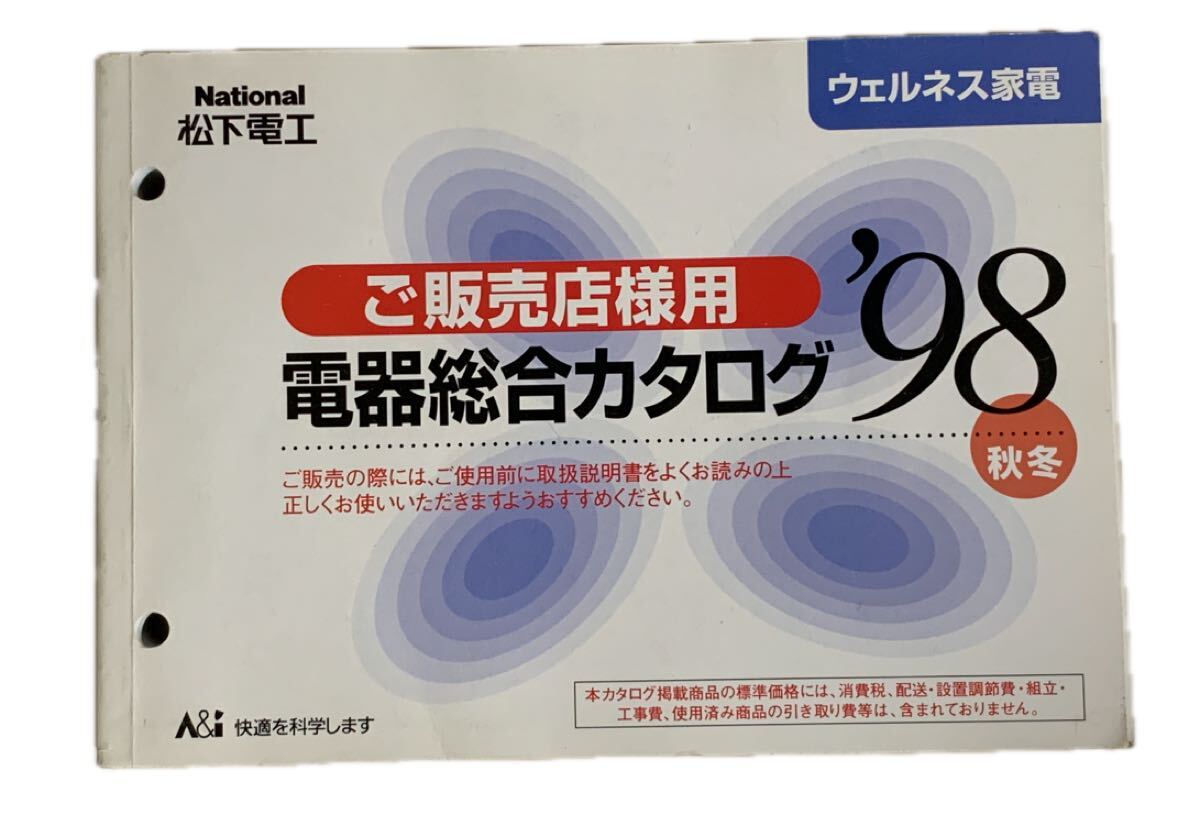 National
松下電工
ウェルネス家電
ご販売店様用
電器総合カタログ'98
秋冬
ご販売の際には、ご使用前に取扱説明書をよくお読みの上
正しくお使いいただきますようおすすめください。
本カタログ掲載商品の標準価格には、消費税、配送・設置調節費・組立・
工事費、使用済み商品の引き取り費等は、含まれておりません。
A&i 快適を科学します